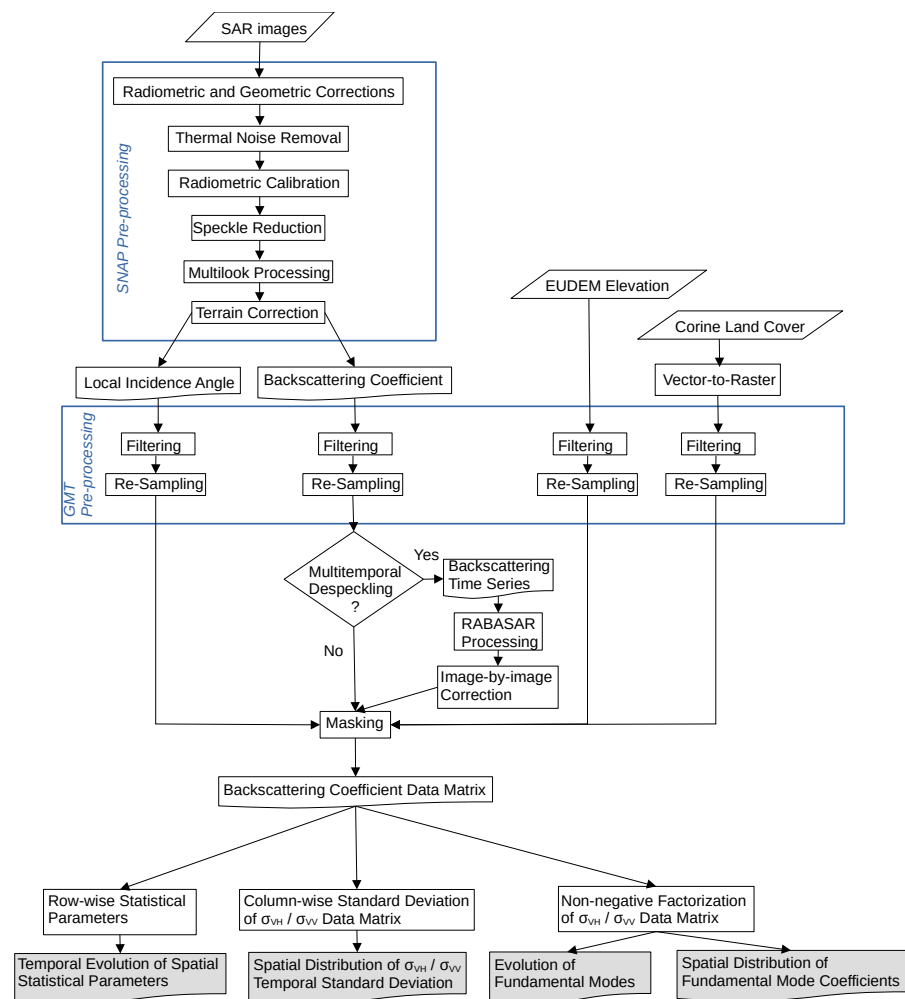 SAR images
Radiometric and Geometric Corrections
Thermal Noise Removal
Radiometric Calibration
Speckle Reduction
Multilook Processing
Terrain Correction
SNAP Pre-processing
EUDEM Elevation
Corine Land Cover
Local Incidence Angle
Backscattering Coefficient
Vector-to-Raster
GMT
Pre-processing
Filtering
Filtering
Filtering
Filtering
Re-Sampling
Re-Sampling
Re-Sampling
Re-Sampling
Multitemporal
Despeckling
?
Yes
No
Backscattering
Time Series
RABASAR
Processing
Image-by-image
Correction
Masking
Backscattering Coefficient Data Matrix
Row-wise Statistical
Parameters
Column-wise Standard Deviation
of σVH / σVV Data Matrix
Non-negative Factorization
of σVH / σVV Data Matrix
Temporal Evolution of Spatial
Statistical Parameters
Spatial Distribution of σVH / σVV
Temporal Standard Deviation
Evolution of
Fundamental Modes
Spatial Distribution of
Fundamental Mode Coefficients